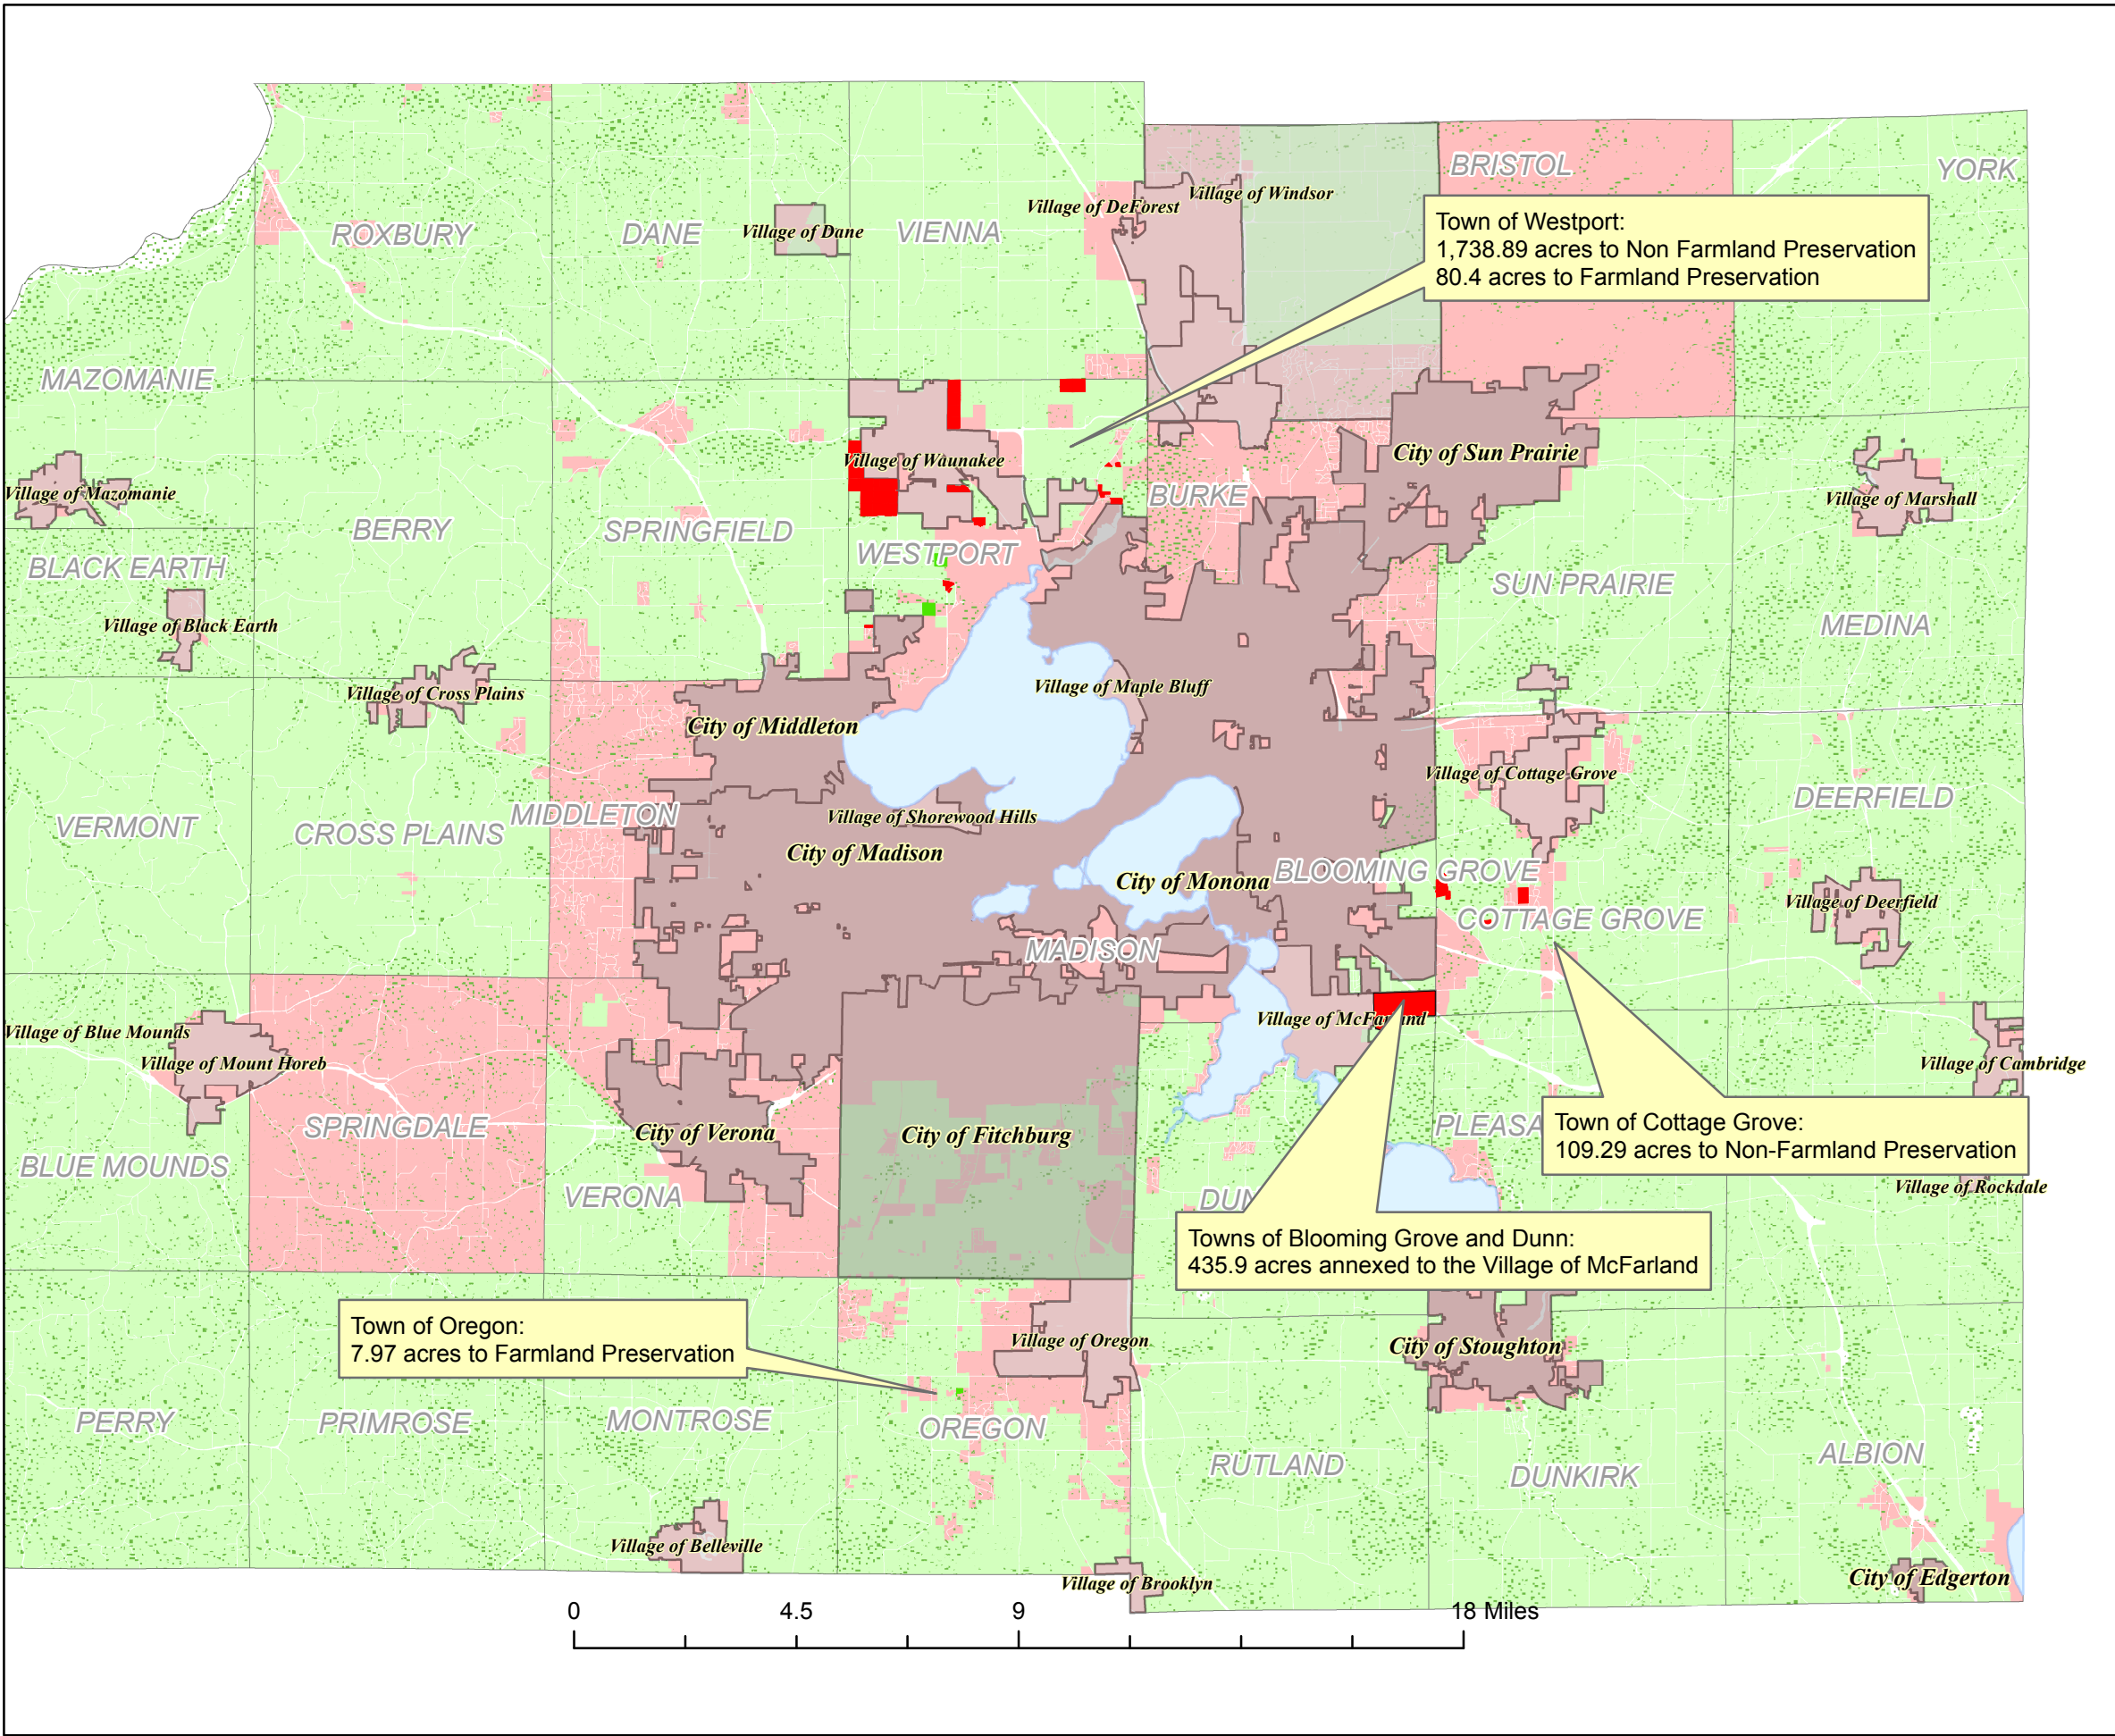 BRISTOL
YORK
Village of DeForest
Village of Windsor
ROXBURY
DANE
Village of Dane
VIENNA
Town of Westport:
1,738.89 acres to Non Farmland Preservation
80.4 acres to Farmland Preservation
MAZOMANIE
Village of Waunakee
City of Sun Prairie
Village of Mazomanie
BERRY
SPRINGFIELD
BURKE
Village of Marshall
BLACK EARTH
WESTPORT
SUN PRAIRIE
Village of Black Earth
MEDINA
Village of Cross Plains
Village of Maple Bluff
City of Middleton
Village of Cottage Grove
VERMONT
CROSS PLAINS
MIDDLETON
Village of Shorewood Hills
DEERFIELD
City of Madison
City of Monona
BLOOMING GROVE
Village of Deerfield
COTTAGE GROVE
MADISON
Village of Blue Mounds
Village of McFarland
Village of Mount Horeb
Village of Cambridge
SPRINGDALE
City of Verona
City of Fitchburg
PLEASA
Town of Cottage Grove:
109.29 acres to Non-Farmland Preservation
BLUE MOUNDS
VERONA
DUN
Village of Rockdale
Towns of Blooming Grove and Dunn:
435.9 acres annexed to the Village of McFarland
Town of Oregon:
7.97 acres to Farmland Preservation
Village of Oregon
City of Stoughton
PERRY
PRIMROSE
MONTROSE
OREGON
RUTLAND
DUNKIRK
ALBION
Village of Belleville
Village of Brooklyn
City of Edgerton
0 4.5 9 18 Miles